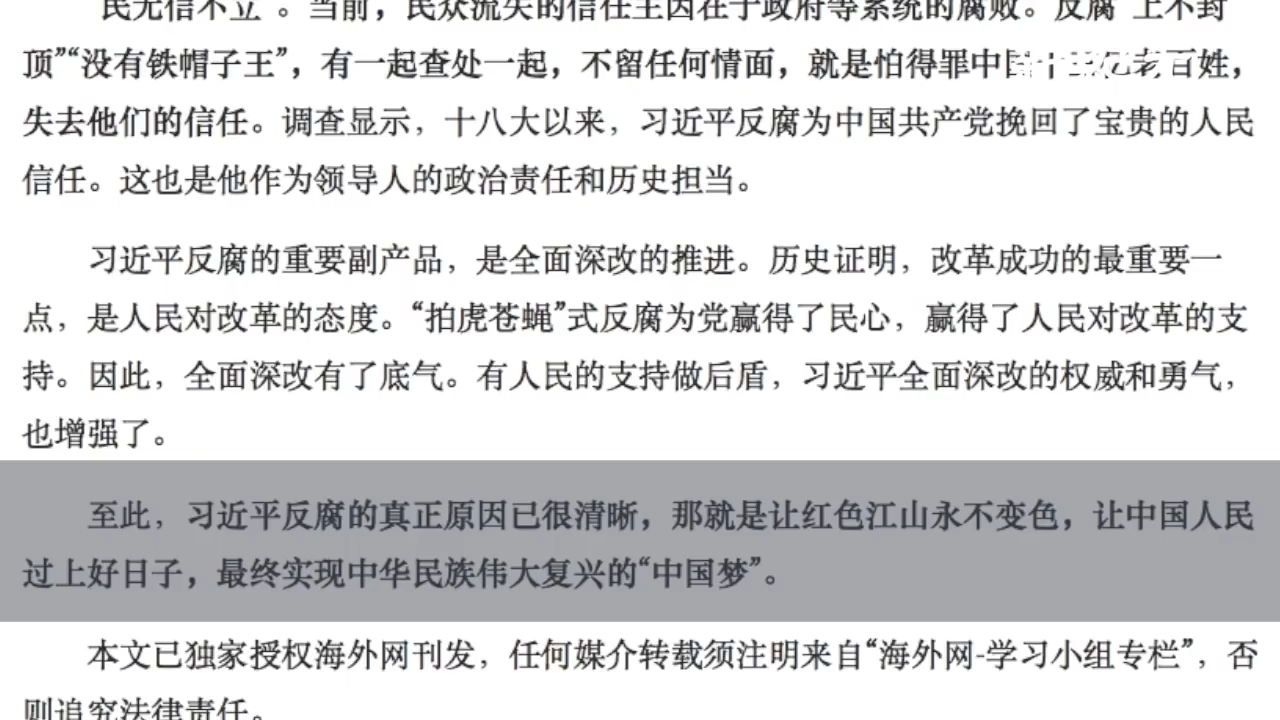 民无信不立”。当前，民众流失的信任主因在于政府等系统的腐败。反腐“上不封
顶”“没有铁帽子王”，有一起查处一起，不留任何情面，就是怕得罪中国老百姓，
失去他们的信任。调查显示，十八大以来，习近平反腐为中国共产党挽回了宝贵的人民
信任。这也是他作为领导人的政治责任和历史担当。
习近平反腐的重要副产品，是全面深改的推进。历史证明，改革成功的最重要一
点，是人民对改革的态度。“拍虎苍蝇”式反腐为党赢得了民心，赢得了人民对改革的支
持。因此，全面深改有了底气。有人民的支持做后盾，习近平全面深改的权威和勇气，
也增强了。
至此，习近平反腐的真正原因已很清晰，那就是让红色江山永不变色，让中国人民
过上好日子，最终实现中华民族伟大复兴的“中国梦”。
本文已独家授权海外网刊发，任何媒介转载须注明来自“海外网-学习小组专栏”，否
则追究法律责任。